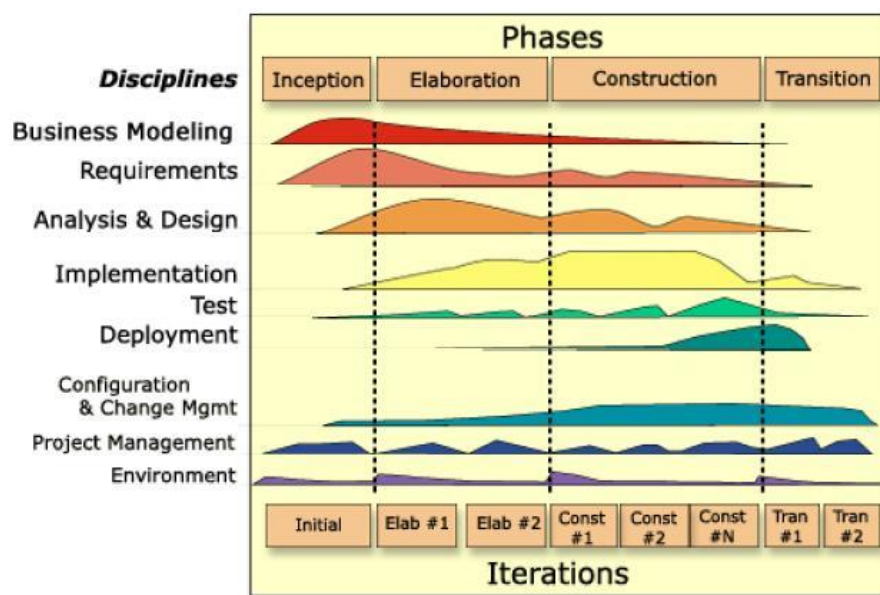 Phases
Disciplines
Inception
Elaboration
Construction
Transition
Business Modeling
Requirements
Analysis & Design
Implementation
Test
Deployment
Configuration
& Change Mgmt
Project Management
Environment
Initial
Elab #1
Elab #2
Const
#1
Const
#2
Const
#N
Tran
#1
Tran
#2
Iterations